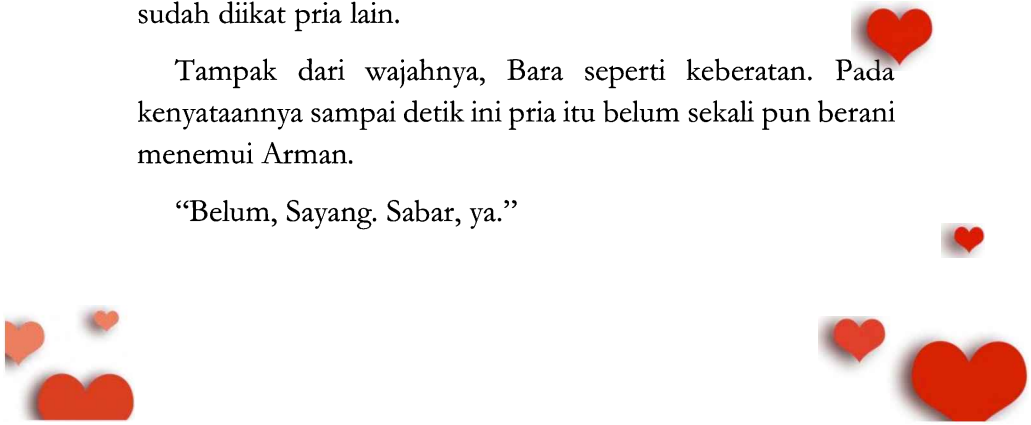 sudah diikat pria lain.
Tampak dari wajahnya, Bara seperti keberatan. Pada
kenyataannya sampai detik ini pria itu belum sekali pun berani
menemui Arman.
“Belum, Sayang. Sabar, ya.”